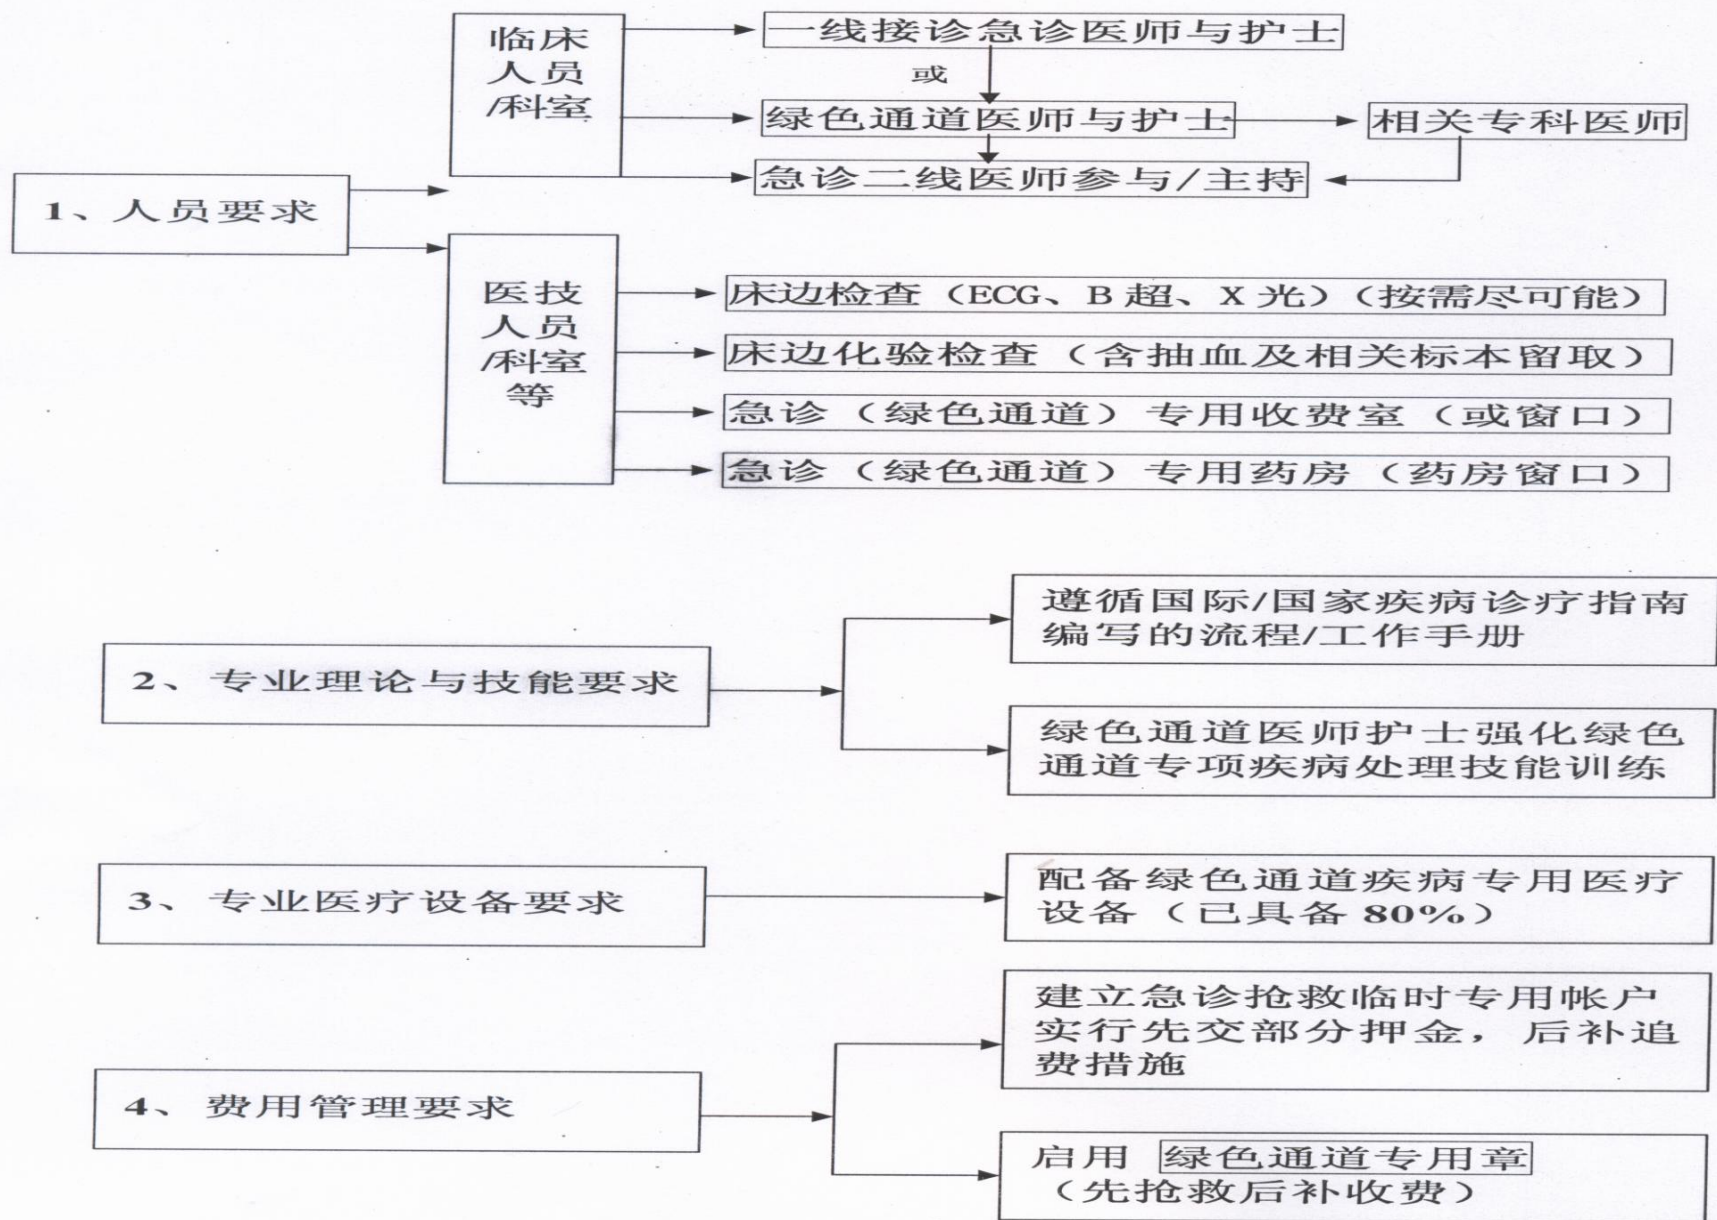 临床
人员
/科室
一线接诊急诊医师与护士
或
绿色通道医师与护士
相关专科医师
急诊二线医师参与/主持
1、人员要求
医技
人员
/科室
等
床边检查（ECG、B 超、X 光）（按需尽可能）
床边化验检查（含抽血及相关标本留取）
急诊（绿色通道）专用收费室（或窗口）
急诊（绿色通道）专用药房（药房窗口）
2、专业理论与技能要求
遵循国际/国家疾病诊疗指南
编写的流程/工作手册
绿色通道医师护士强化绿色
通道专项疾病处理技能训练
3、专业医疗设备要求
配备绿色通道疾病专用医疗
设备（已具备 80%）
4、费用管理要求
建立急诊抢救临时专用帐户
实行先交部分押金，后补追
费措施
启用 绿色通道专用章
（先抢救后补收费）